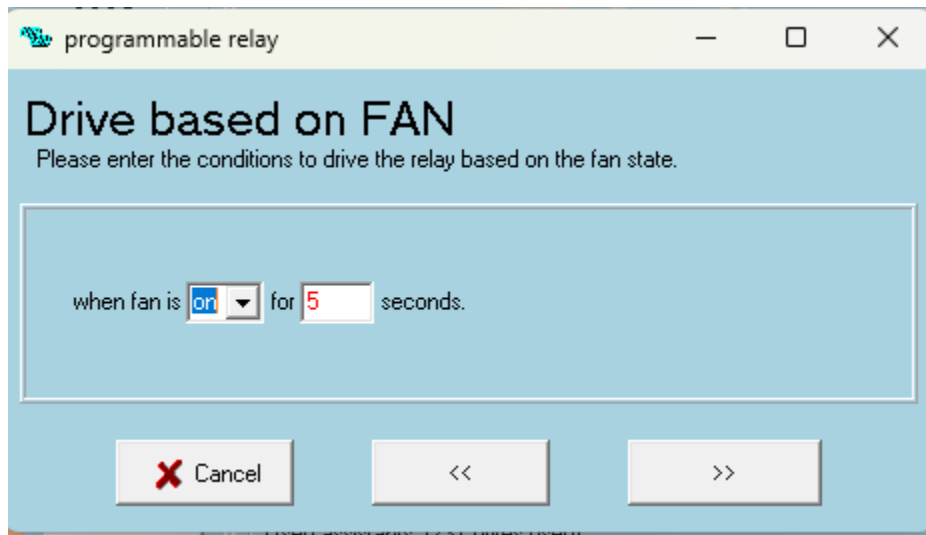 programmable relay
Drive based on FAN
Please enter the conditions to drive the relay based on the fan state.
when fan is on for 5 seconds.
Cancel << >>